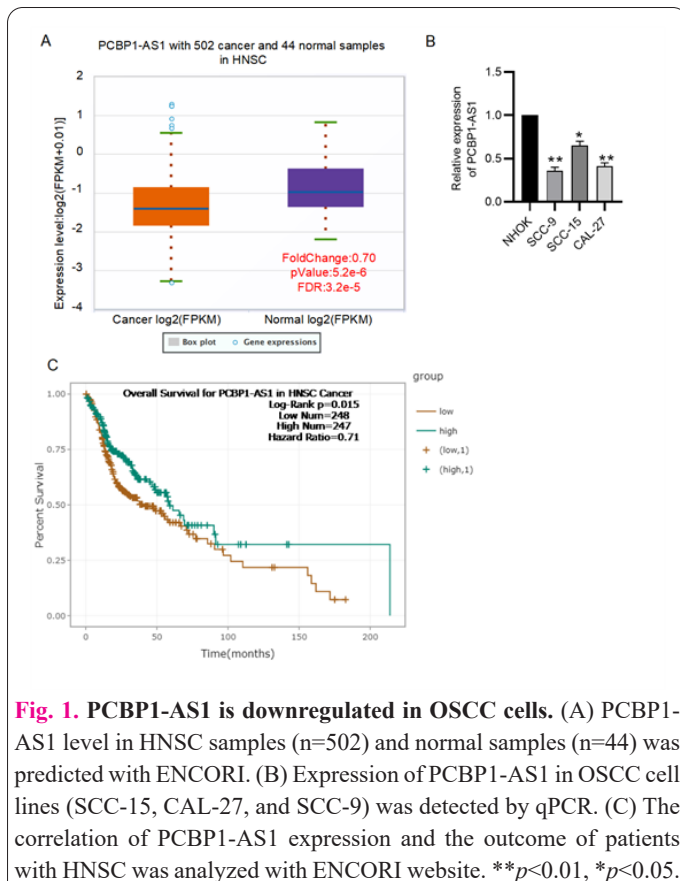 A
PCBP1-AS1 with 502 cancer and 44 normal samples
in HNSC
Expression level:log2(FPKM+0.01)]
2
1
0
-1
-2
-3
-4
FoldChange:0.70
pValue:5.2e-6
FDR:3.2e-5
Cancer log2(FPKM)
Normal log2(FPKM)
Box plot
Gene expressions
B
Relative expression
of PCBP1-AS1
1.5
1.0
0.5
0.0
**
*
**
NHOK
SCC-9
SCC-15
CAL-27
C
Overall Survival for PCBP1-AS1 in HNSC Cancer
Log-Rank p=0.015
Low Num=248
High Num=247
Hazard Ratio=0.71
Percent Survival
1.00
0.75
0.50
0.25
0.00
0
50
100
150
200
Time(months)
group
low
high
(low,1)
(high,1)
Fig. 1. PCBP1-AS1 is downregulated in OSCC cells. (A) PCBP1-
AS1 level in HNSC samples (n=502) and normal samples (n=44) was
predicted with ENCORI. (B) Expression of PCBP1-AS1 in OSCC cell
lines (SCC-15, CAL-27, and SCC-9) was detected by qPCR. (C) The
correlation of PCBP1-AS1 expression and the outcome of patients
with HNSC was analyzed with ENCORI website. **p<0.01, *p<0.05.